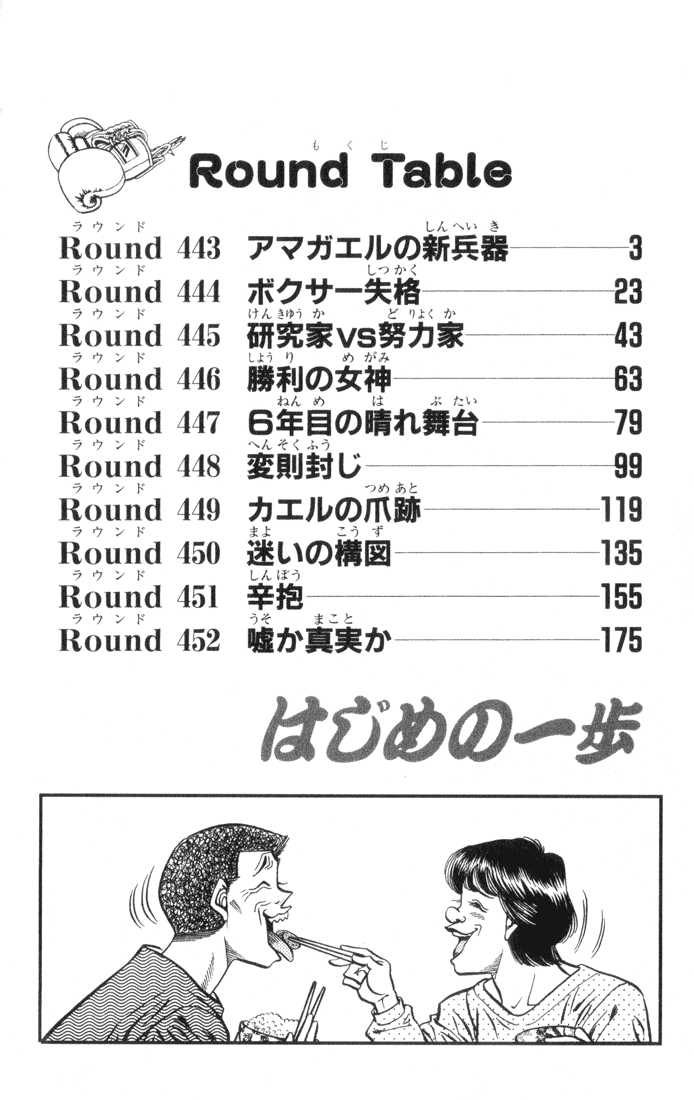 もくじ
Round Table
ラウンド しんへいき
Round 443 アマガエルの新兵器 3
ラウンド しつかく
Round 444 ボクサー失格 23
ラウンド けんきゅうか どりょくか
Round 445 研究家vs努力家 43
ラウンド しょうり めがみ
Round 446 勝利の女神 63
ラウンド ねんめ は ぶたい
Round 447 6年目の晴れ舞台 79
ラウンド へんそくふう
Round 448 変則封じ 99
ラウンド つめあと
Round 449 カエルの爪跡 119
ラウンド まよ こうず
Round 450 迷いの構図 135
ラウンド しんぼう
Round 451 辛抱 155
ラウンド うそ まこと
Round 452 嘘か真実か 175
はじめの一歩